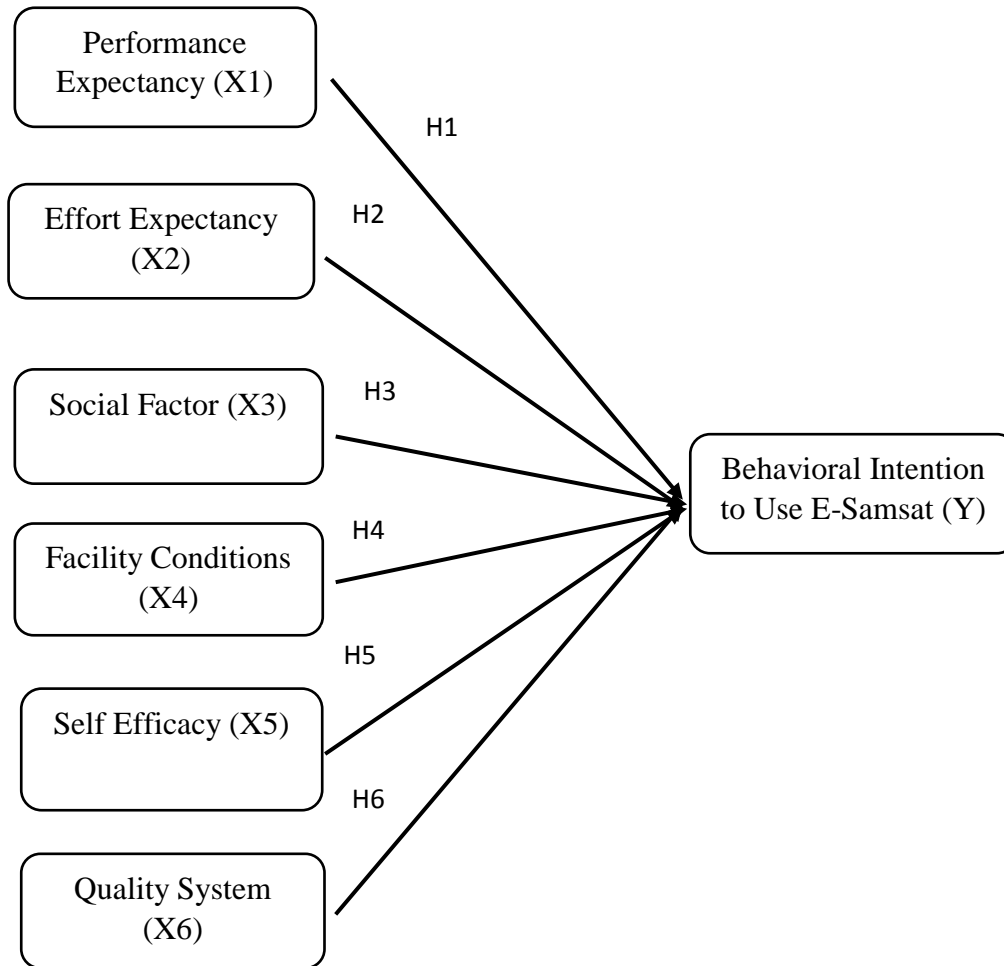 Performance
Expectancy (X1)
H1
Effort Expectancy
(X2)
H2
Social Factor (X3)
H3
Behavioral Intention
to Use E-Samsat (Y)
Facility Conditions
(X4)
H4
Self Efficacy (X5)
H5
Quality System
(X6)
H6